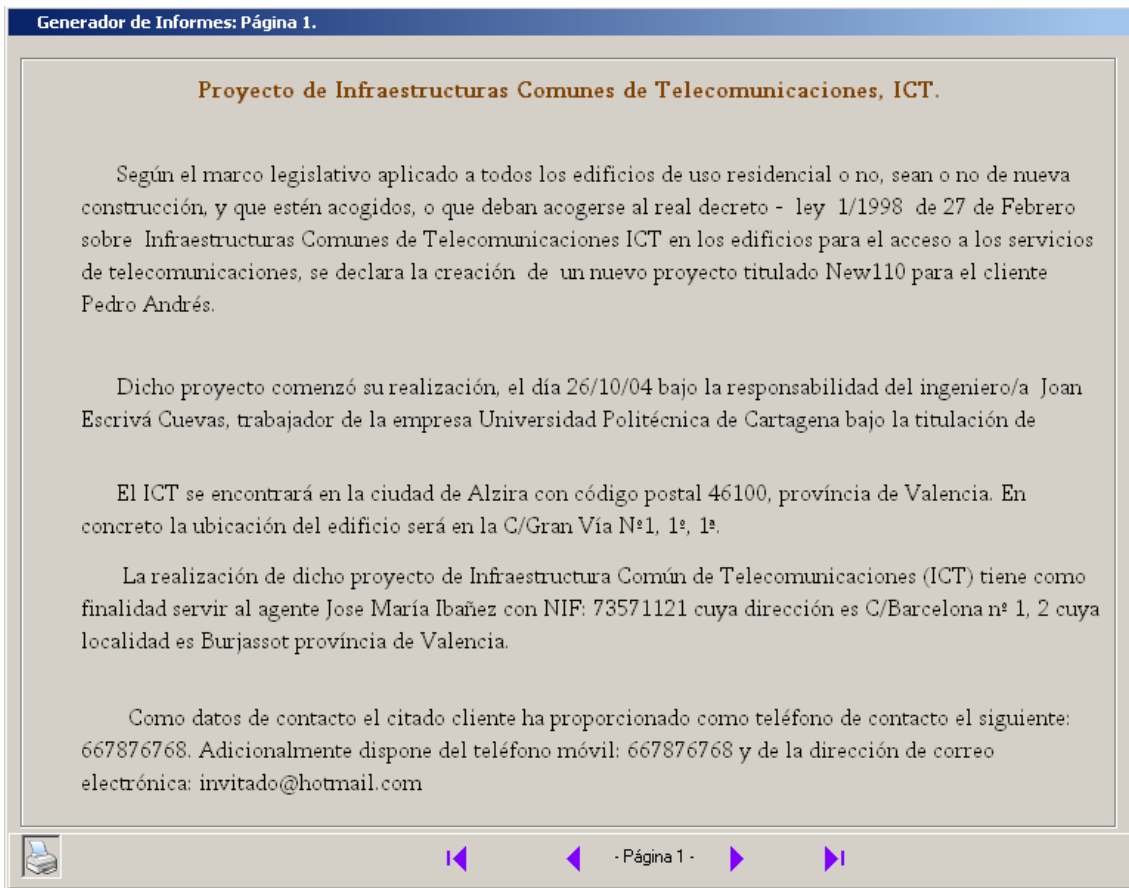 Generador de Informes: Página 1.
Proyecto de Infraestructuras Comunes de Telecomunicaciones, ICT.
Según el marco legislativo aplicado a todos los edificios de uso residencial o no, sean o no de nueva
construcción, y que estén acogidos, o que deban acogerse al real decreto - ley 1/1998 de 27 de Febrero
sobre Infraestructuras Comunes de Telecomunicaciones ICT en los edificios para el acceso a los servicios
de telecomunicaciones, se declara la creación de un nuevo proyecto titulado New110 para el cliente
Pedro Andrés.
Dicho proyecto comenzó su realización, el día 26/10/04 bajo la responsabilidad del ingeniero/a Joan
Escrivá Cuevas, trabajador de la empresa Universidad Politécnica de Cartagena bajo la titulación de
El ICT se encontrará en la ciudad de Alzira con código postal 46100, província de Valencia. En
concreto la ubicación del edificio será en la C/Gran Vía Nº1, 1º, 1ª.
La realización de dicho proyecto de Infraestructura Común de Telecomunicaciones (ICT) tiene como
finalidad servir al agente Jose María Ibañez con NIF: 73571121 cuya dirección es C/Barcelona nº 1, 2 cuya
localidad es Burjassot província de Valencia.
Como datos de contacto el citado cliente ha proporcionado como teléfono de contacto el siguiente:
667876768. Adicionalmente dispone del teléfono móvil: 667876768 y de la dirección de correo
electrónica: invitado@hotmail.com
- Página 1 -